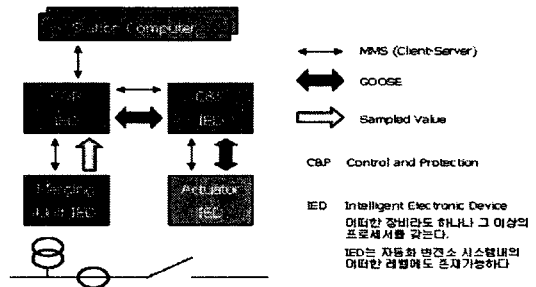 Station Computer
C&P
IED
C&P
IED
Merging
Unit IED
Actuator
IED
MMS (Client-Server)
GOOSE
Sampled Value
C&P Control and Protection
IED Intelligent Electronic Device
어떠한 장비라도 하나나 그 이상의
프로세서를 갖는다.
IED는 자동화 변전소 시스템내의
어떠한 레벨에도 존재가능하다